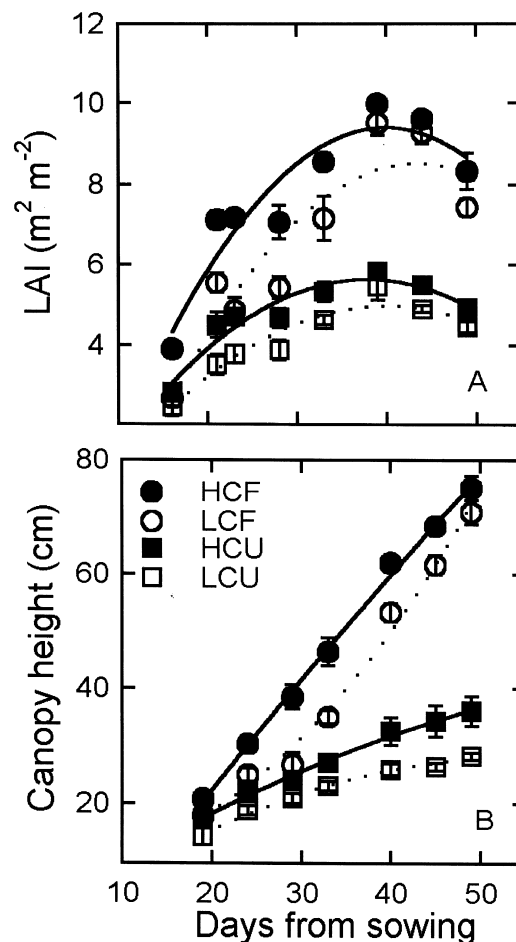 12
10
8
6
4
LAI (m² m⁻²)
A
80
60
40
20
Canopy height (cm)
HCF
LCF
HCU
LCU
B
10 20 30 40 50
Days from sowing